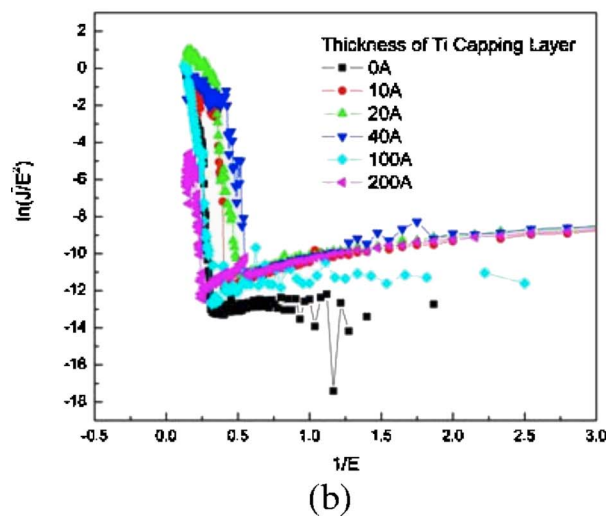 2
0
-2
-4
-6
-8
-10
-12
-14
-16
-18
ln(J/E²)
Thickness of Ti Capping Layer
0A
10A
20A
40A
100A
200A
-0.5 0.0 0.5 1.0 1.5 2.0 2.5 3.0
1/E
(b)